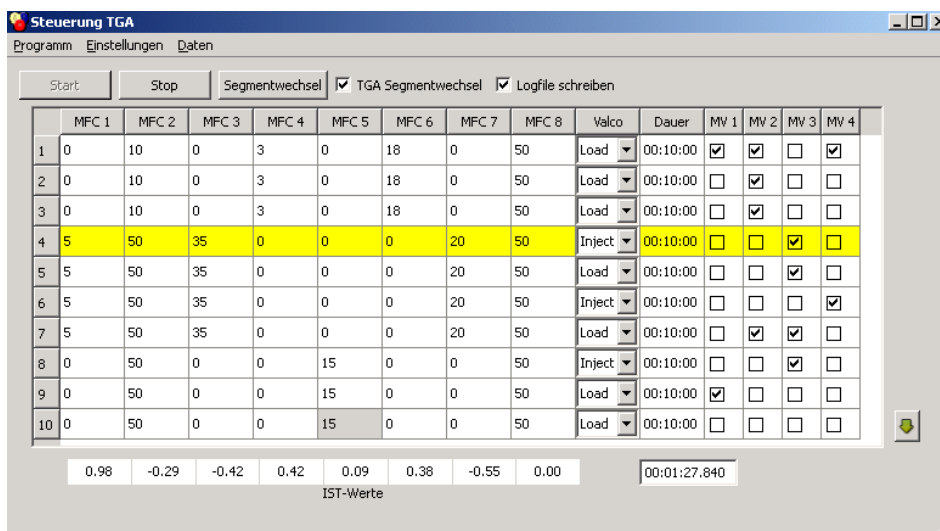 Steuerung TGA
Programm Einstellungen Daten
Start Stop Segmentwechsel TGA Segmentwechsel Logfile schreiben
MFC 1 MFC 2 MFC 3 MFC 4 MFC 5 MFC 6 MFC 7 MFC 8 Valco Dauer MV 1 MV 2 MV 3 MV 4
1 0 10 0 3 0 18 0 50 Load 00:10:00
2 0 10 0 3 0 18 0 50 Load 00:10:00
3 0 10 0 3 0 18 0 50 Load 00:10:00
4 5 50 35 0 0 0 20 50 Inject 00:10:00
5 5 50 35 0 0 0 20 50 Load 00:10:00
6 5 50 35 0 0 0 20 50 Inject 00:10:00
7 5 50 35 0 0 0 20 50 Load 00:10:00
8 0 50 0 0 15 0 0 50 Inject 00:10:00
9 0 50 0 0 15 0 0 50 Load 00:10:00
10 0 50 0 0 15 0 0 50 Load 00:10:00
0.98 -0.29 -0.42 0.42 0.09 0.38 -0.55 0.00 00:01:27.840
IST-Werte